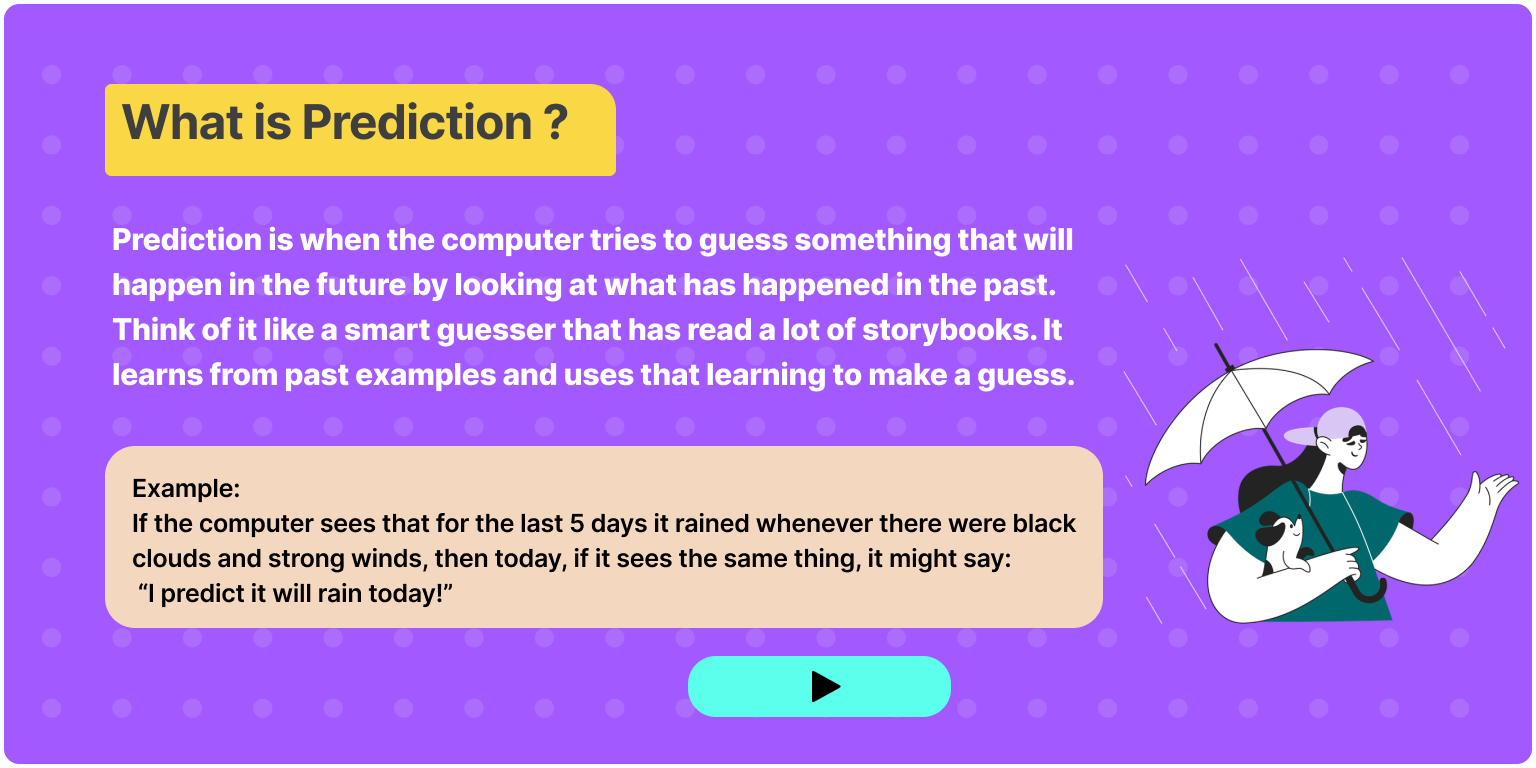 What is Prediction ?
Prediction is when the computer tries to guess something that will
happen in the future by looking at what has happened in the past.
Think of it like a smart guesser that has read a lot of storybooks. It
learns from past examples and uses that learning to make a guess.
Example:
If the computer sees that for the last 5 days it rained whenever there were black
clouds and strong winds, then today, if it sees the same thing, it might say:
“I predict it will rain today!”